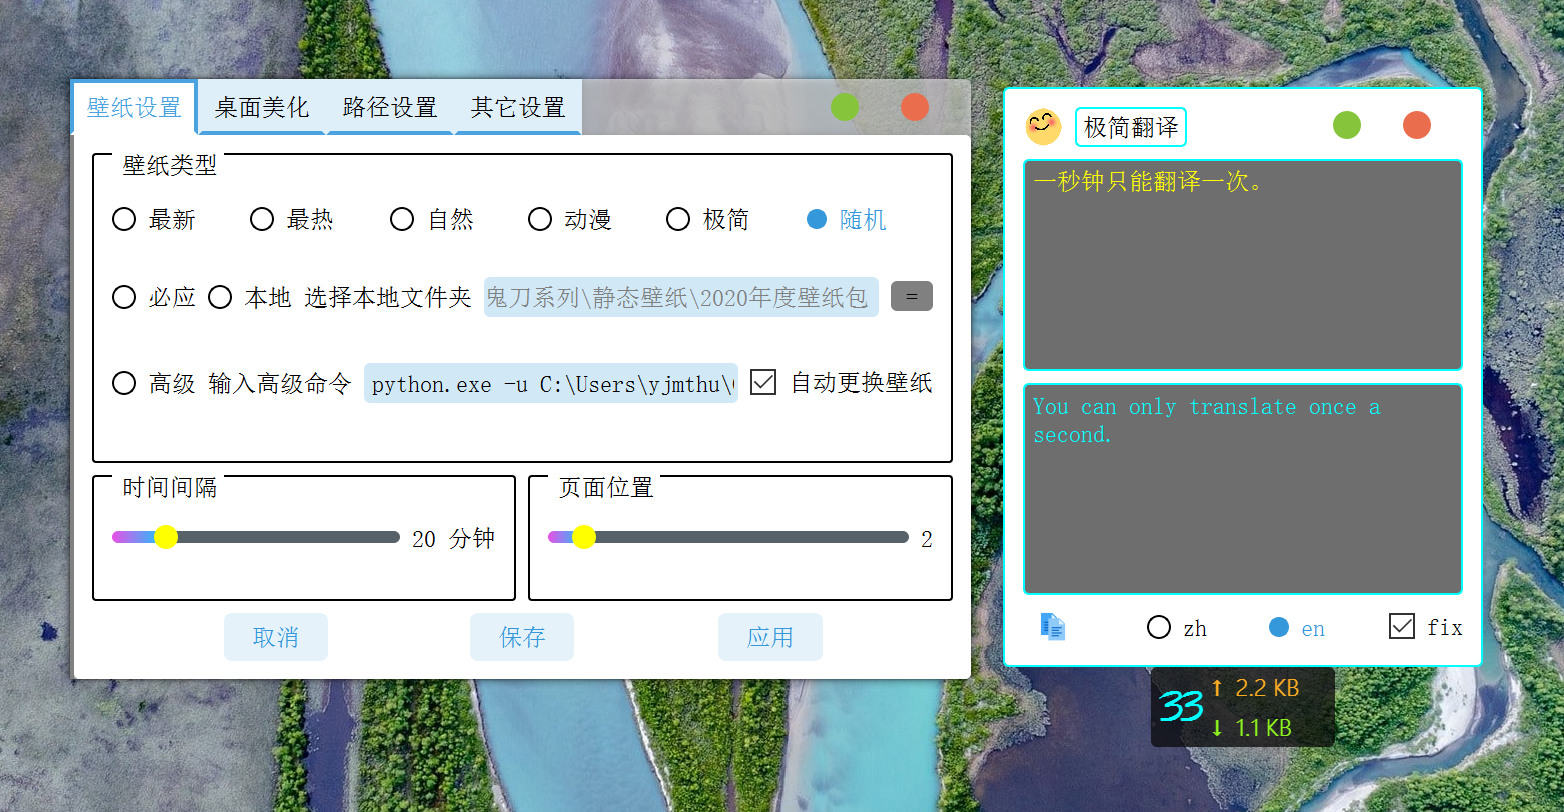 壁纸设置 桌面美化 路径设置 其它设置
壁纸类型
最新 最热 自然 动漫 极简 随机
必应 本地 选择本地文件夹 鬼刀系列\静态壁纸\2020年度壁纸包 =
高级 输入高级命令 python.exe -u C:\Users\yjmthu\ 自动更换壁纸
时间间隔
20 分钟
页面位置
2
取消 保存 应用
极简翻译
一秒钟只能翻译一次。
You can only translate once a
second.
zh en fix
33
↑ 2.2 KB
↓ 1.1 KB